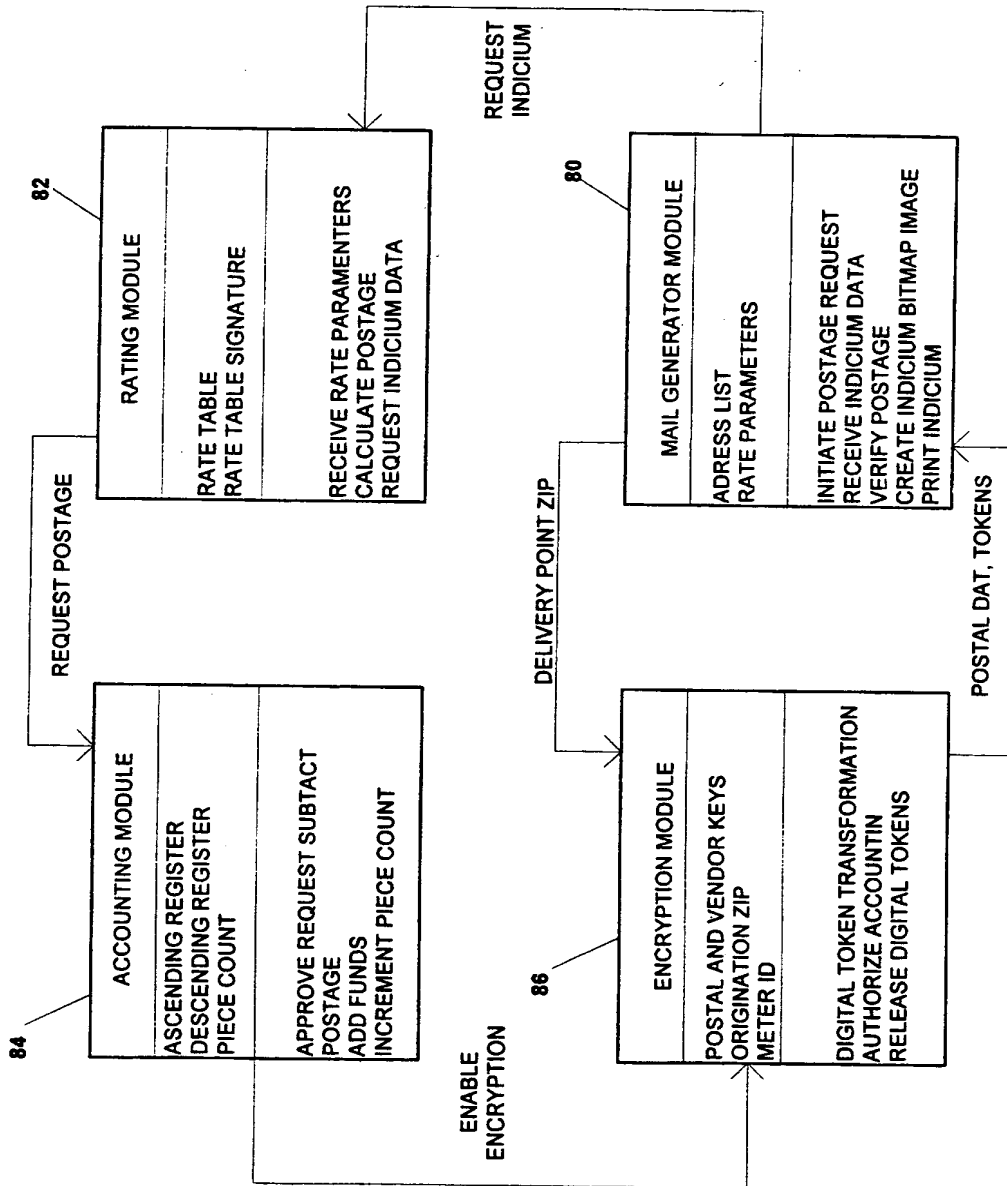 84
ACCOUNTING MODULE
ASCENDING REGISTER
DESCENDING REGISTER
PIECE COUNT
APPROVE REQUEST SUBTACT
POSTAGE
ADD FUNDS
INCREMENT PIECE COUNT
REQUEST POSTAGE
82
RATING MODULE
RATE TABLE
RATE TABLE SIGNATURE
RECEIVE RATE PARAMENTERS
CALCULATE POSTAGE
REQUEST INDICIUM DATA
ENABLE
ENCRYPTION
REQUEST
INDICIUM
86
ENCRYPTION MODULE
POSTAL AND VENDOR KEYS
ORIGINATION ZIP
METER ID
DIGITAL TOKEN TRANSFORMATION
AUTHORIZE ACCOUNTIN
RELEASE DIGITAL TOKENS
DELIVERY POINT ZIP
80
MAIL GENERATOR MODULE
ADRESS LIST
RATE PARAMETERS
INITIATE POSTAGE REQUEST
RECEIVE INDICIUM DATA
VERIFY POSTAGE
CREATE INDICIUM BITMAP IMAGE
PRINT INDICIUM
POSTAL DAT, TOKENS